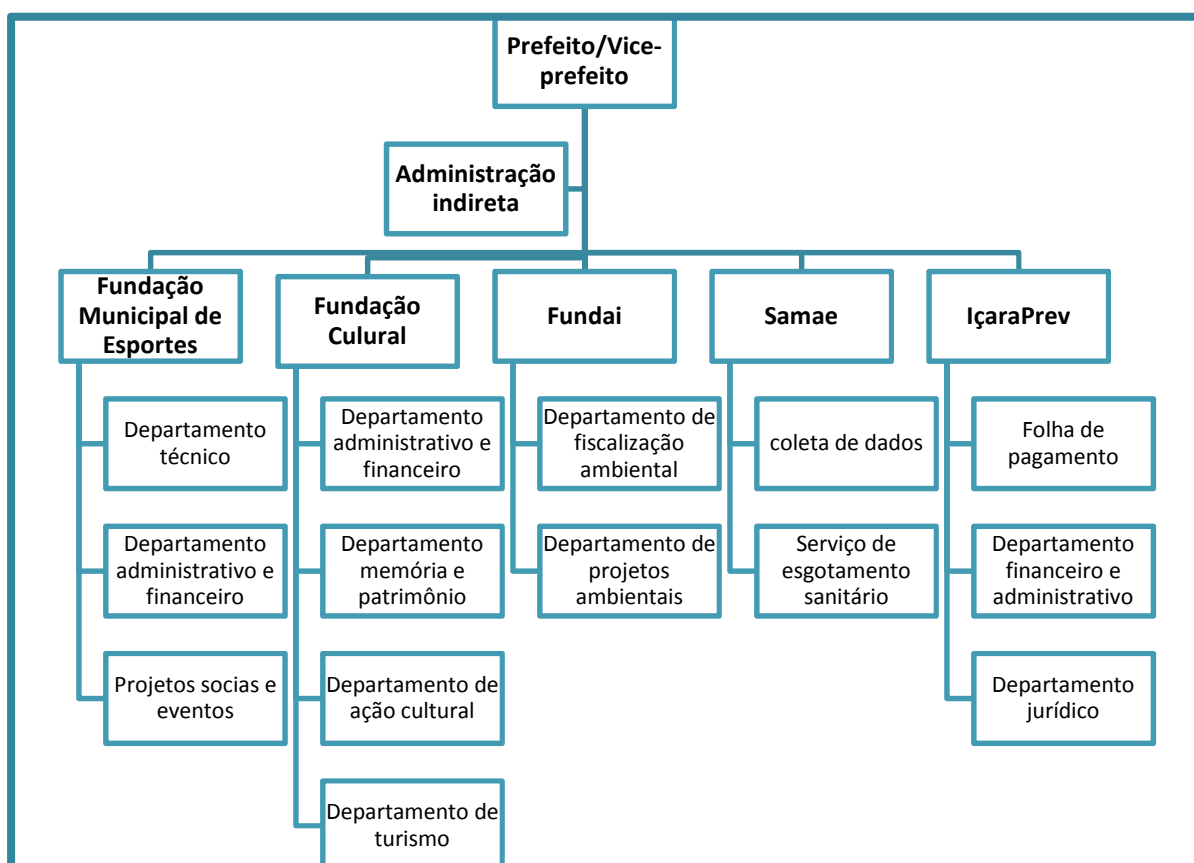 Prefeito/Vice-
prefeito
Administração
indireta
Fundação
Municipal de
Esportes
Fundação
Culural
Fundai
Samae
IçaraPrev
Departamento
técnico
Departamento
administrativo e
financeiro
Projetos socias e
eventos
Departamento
administrativo e
financeiro
Departamento
memória e
patrimônio
Departamento de
ação cultural
Departamento de
turismo
Departamento de
fiscalização
ambiental
Departamento de
projetos
ambientais
coleta de dados
Serviço de
esgotamento
sanitário
Folha de
pagamento
Departamento
financeiro e
administrativo
Departamento
jurídico